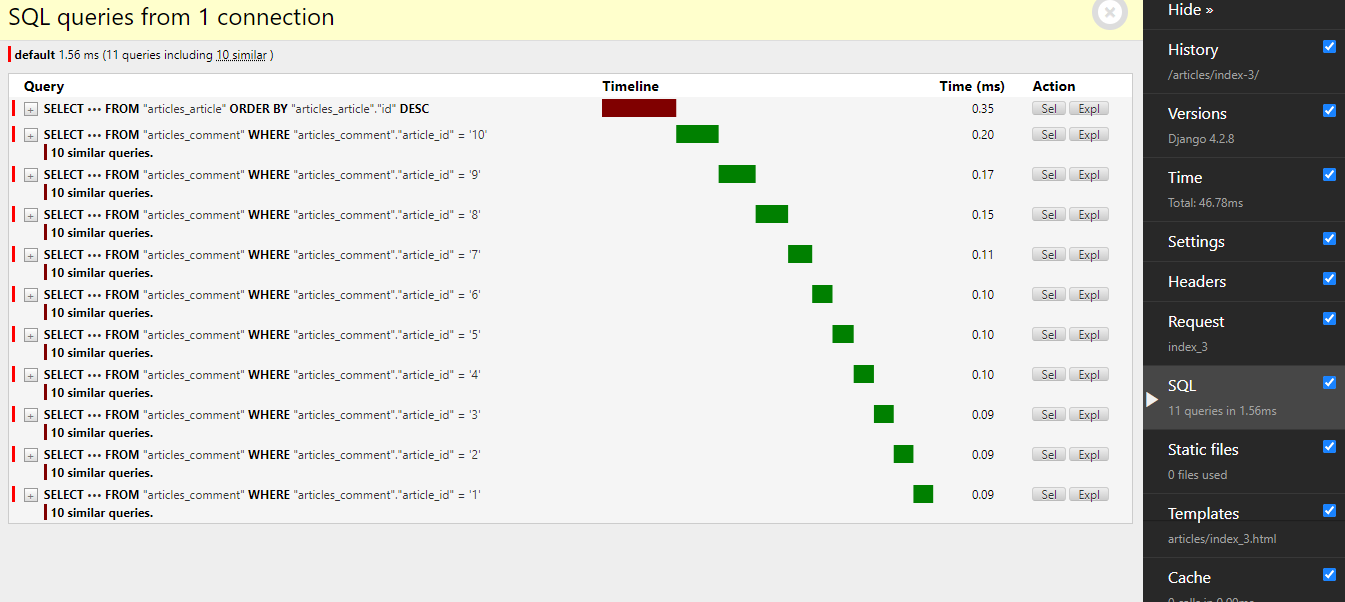 SQL queries from 1 connection
default 1.56 ms (11 queries including 10 similar )
Query Timeline Time (ms) Action
+ SELECT ••• FROM "articles_article" ORDER BY "articles_article"."id" DESC 0.35 Sel Expl
+ SELECT ••• FROM "articles_comment" WHERE "articles_comment"."article_id" = '10' 0.20 Sel Expl
10 similar queries.
+ SELECT ••• FROM "articles_comment" WHERE "articles_comment"."article_id" = '9' 0.17 Sel Expl
10 similar queries.
+ SELECT ••• FROM "articles_comment" WHERE "articles_comment"."article_id" = '8' 0.15 Sel Expl
10 similar queries.
+ SELECT ••• FROM "articles_comment" WHERE "articles_comment"."article_id" = '7' 0.11 Sel Expl
10 similar queries.
+ SELECT ••• FROM "articles_comment" WHERE "articles_comment"."article_id" = '6' 0.10 Sel Expl
10 similar queries.
+ SELECT ••• FROM "articles_comment" WHERE "articles_comment"."article_id" = '5' 0.10 Sel Expl
10 similar queries.
+ SELECT ••• FROM "articles_comment" WHERE "articles_comment"."article_id" = '4' 0.10 Sel Expl
10 similar queries.
+ SELECT ••• FROM "articles_comment" WHERE "articles_comment"."article_id" = '3' 0.09 Sel Expl
10 similar queries.
+ SELECT ••• FROM "articles_comment" WHERE "articles_comment"."article_id" = '2' 0.09 Sel Expl
10 similar queries.
+ SELECT ••• FROM "articles_comment" WHERE "articles_comment"."article_id" = '1' 0.09 Sel Expl
10 similar queries.
Hide »
History
/articles/index-3/
Versions
Django 4.2.8
Time
Total: 46.78ms
Settings
Headers
Request
index_3
SQL
11 queries in 1.56ms
Static files
0 files used
Templates
articles/index_3.html
Cache
0 calls in 0.00ms